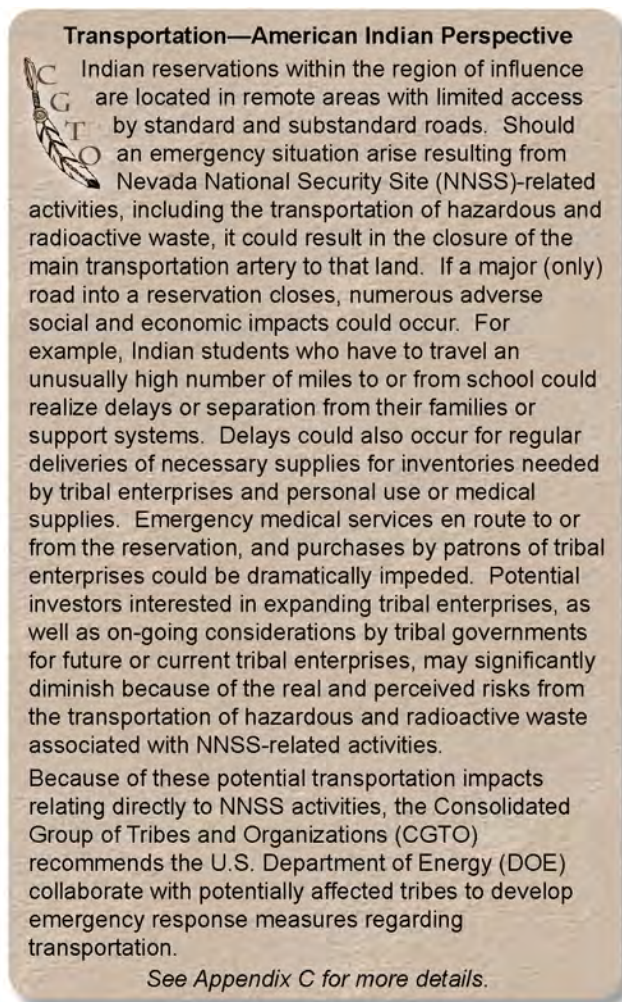 Transportation—American Indian Perspective
C
G
T
O
Indian reservations within the region of influence
are located in remote areas with limited access
by standard and substandard roads. Should
an emergency situation arise resulting from
Nevada National Security Site (NNSS)-related
activities, including the transportation of hazardous and
radioactive waste, it could result in the closure of the
main transportation artery to that land. If a major (only)
road into a reservation closes, numerous adverse
social and economic impacts could occur. For
example, Indian students who have to travel an
unusually high number of miles to or from school could
realize delays or separation from their families or
support systems. Delays could also occur for regular
deliveries of necessary supplies for inventories needed
by tribal enterprises and personal use or medical
supplies. Emergency medical services en route to or
from the reservation, and purchases by patrons of tribal
enterprises could be dramatically impeded. Potential
investors interested in expanding tribal enterprises, as
well as on-going considerations by tribal governments
for future or current tribal enterprises, may significantly
diminish because of the real and perceived risks from
the transportation of hazardous and radioactive waste
associated with NNSS-related activities.
Because of these potential transportation impacts
relating directly to NNSS activities, the Consolidated
Group of Tribes and Organizations (CGTO)
recommends the U.S. Department of Energy (DOE)
collaborate with potentially affected tribes to develop
emergency response measures regarding
transportation.
See Appendix C for more details.